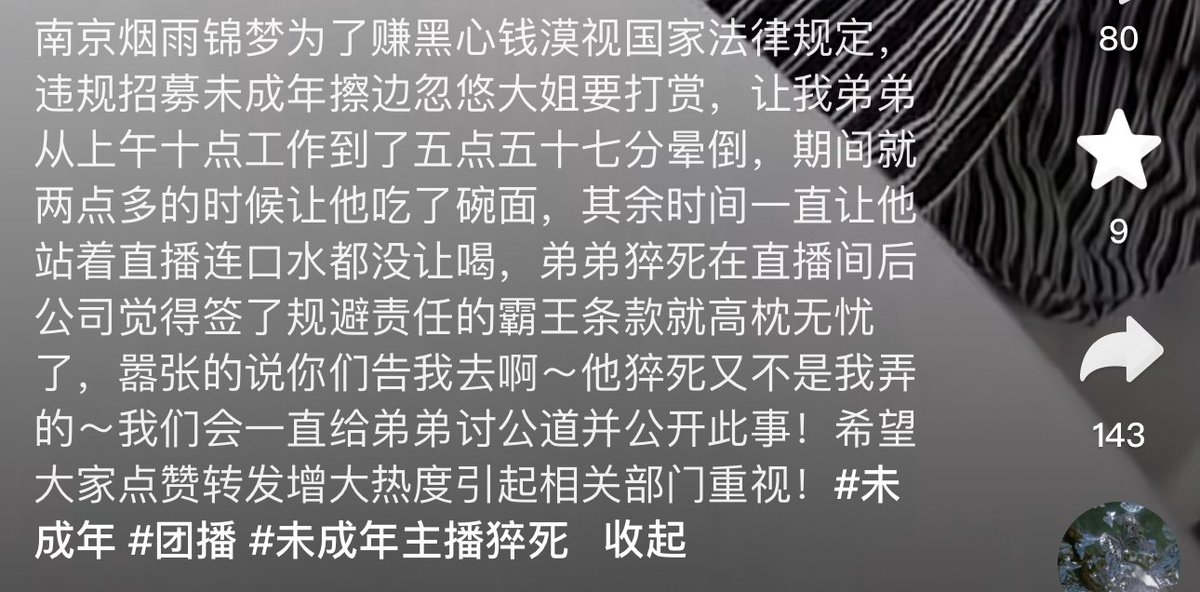 南京烟雨锦梦为了赚黑心钱漠视国家法律规定，
违规招募未成年擦边忽悠大姐要打赏，让我弟弟
从上午十点工作到了五点五十七分晕倒，期间就
两点多的时候让他吃了碗面，其余时间一直让他
站着直播连口水都没让喝，弟弟猝死在直播间后
公司觉得签了规避责任的霸王条款就高枕无忧
了，嚣张的说你们告我去啊～他猝死又不是我弄
的～我们会一直给弟弟讨公道并公开此事！希望
大家点赞转发增大热度引起相关部门重视！#未
成年 #团播 #未成年主播猝死 收起
80
9
143